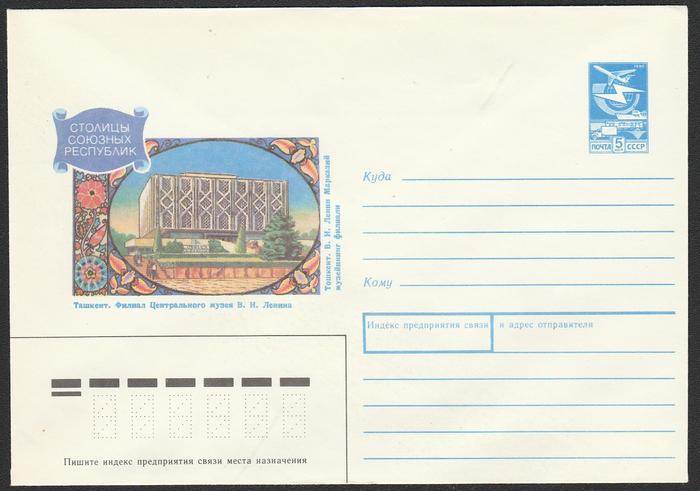 СТОЛИЦЫ
СОЮЗНЫХ
РЕСПУБЛИК
Ташкент. Филиал Центрального музея В. И. Ленина
Тошкент. В. И. Ленин Марказий
музейининг филиали
ПОЧТА 5 СССР
Куда
Кому
Индекс предприятия связи и адрес отправителя
Пишите индекс предприятия связи места назначения